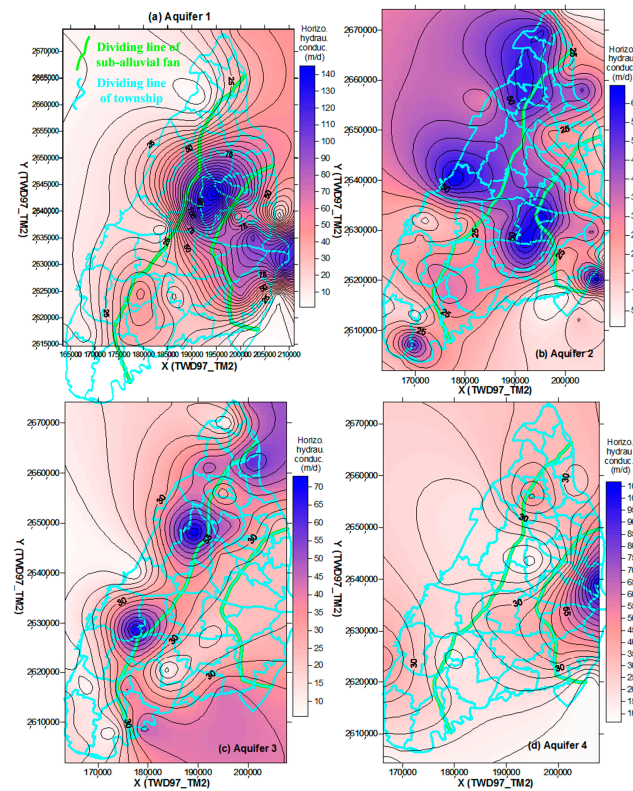 (a) Aquifer 1
Dividing line of
sub-alluvial fan
Dividing line
of township
Horizo.
hydrau.
conduc.
(m/d)
140
130
120
110
100
90
80
70
60
50
40
30
20
10
2670000
2665000
2660000
2655000
2650000
2645000
2640000
2635000
2630000
2625000
2620000
2615000
Y (TWD97_TM2)
165000 170000 175000 180000 185000 190000 195000 200000 205000 210000
X (TWD97_TM2)
25
50
75
Horizo.
hydrau.
conduc.
(m/d)
2670000
2660000
2650000
2640000
2630000
2620000
2610000
Y (TWD97_TM2)
170000 180000 190000 200000
X (TWD97_TM2)
50
25
(b) Aquifer 2
Horizo.
hydrau.
conduc.
(m/d)
70
65
60
55
50
45
40
35
30
25
20
15
10
2670000
2660000
2650000
2640000
2630000
2620000
2610000
Y (TWD97_TM2)
170000 180000 190000 200000
X (TWD97_TM2)
30
55
(c) Aquifer 3
Horizo.
hydrau.
conduc.
(m/d)
2670000
2660000
2650000
2640000
2630000
2620000
2610000
Y (TWD97_TM2)
170000 180000 190000 200000
X (TWD97_TM2)
30
55
(d) Aquifer 4